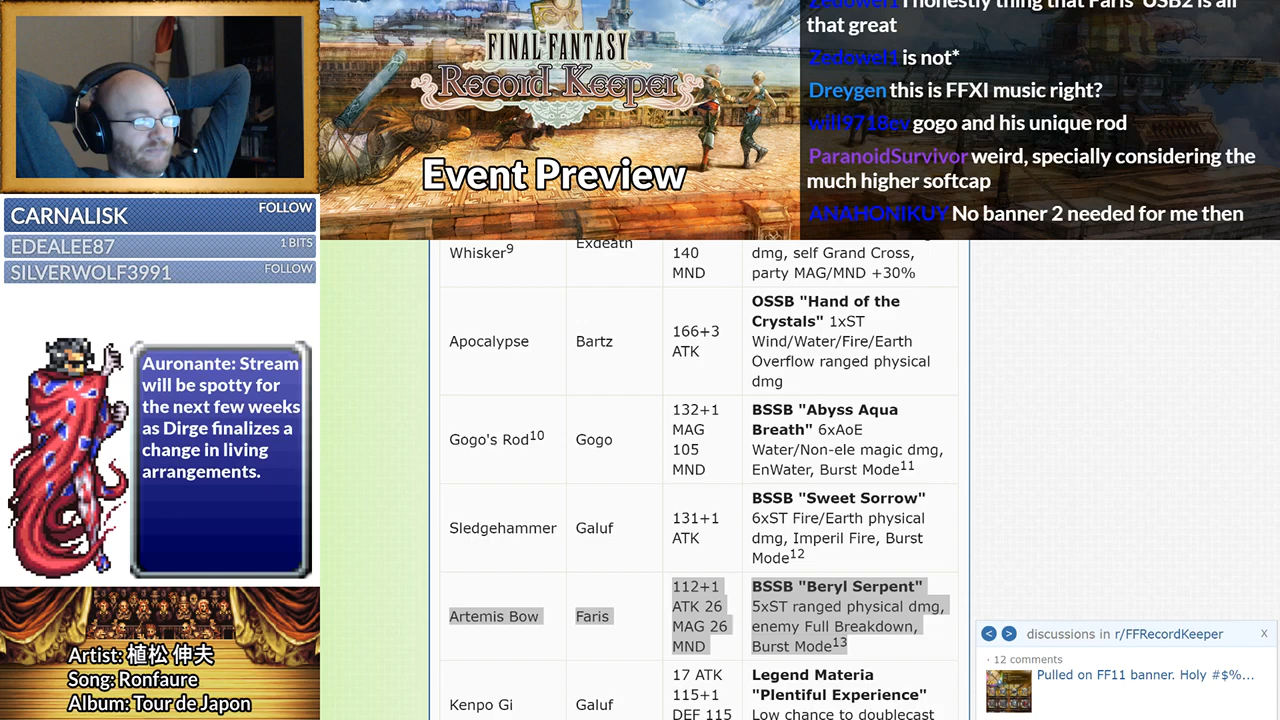 CARNALISK FOLLOW
EDEALEE87 1 BITS
SILVERWOLF3991 FOLLOW
Auronante: Stream
will be spotty for
the next few weeks
as Dirge finalizes a
change in living
arrangements.
Artist: 植松 伸夫
Song: Ronfaure
Album: Tour de Japon
FINAL FANTASY
Record Keeper
Event Preview
Zedowel1 I honestly thing that Faris' USB2 is all
that great
Zedowel1 is not*
Dreygen this is FFXI music right?
will9718ev gogo and his unique rod
ParanoidSurvivor weird, specially considering the
much higher softcap
ANAHONIKUY No banner 2 needed for me then
Whisker9
Exdeath
140
MND
dmg, self Grand Cross,
party MAG/MND +30%
Apocalypse
Bartz
166+3
ATK
OSSB "Hand of the
Crystals" 1xST
Wind/Water/Fire/Earth
Overflow ranged physical
dmg
Gogo's Rod10
Gogo
132+1
MAG
105
MND
BSSB "Abyss Aqua
Breath" 6xAoE
Water/Non-ele magic dmg,
EnWater, Burst Mode11
Sledgehammer
Galuf
131+1
ATK
BSSB "Sweet Sorrow"
6xST Fire/Earth physical
dmg, Imperil Fire, Burst
Mode12
Artemis Bow
Faris
112+1
ATK 26
MAG 26
MND
BSSB "Beryl Serpent"
5xST ranged physical dmg,
enemy Full Breakdown,
Burst Mode13
Kenpo Gi
Galuf
17 ATK
115+1
DEF 115
Legend Materia
"Plentiful Experience"
Low chance to doublecast
discussions in r/FFRecordKeeper X
· 12 comments
Pulled on FF11 banner. Holy #$%...